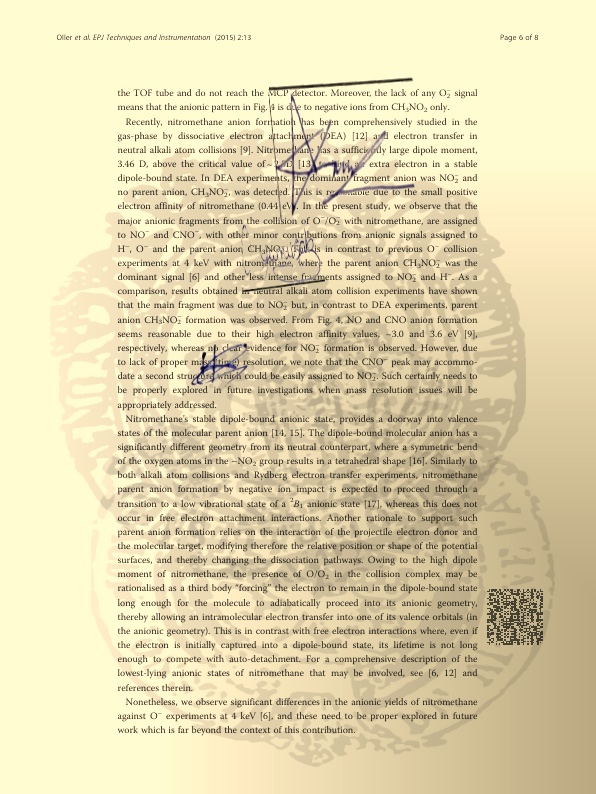 Oller et al. EPJ Techniques and Instrumentation (2015) 2:13 Page 6 of 8
the TOF tube and do not reach the MCP detector. Moreover, the lack of any O₂⁻ signal
means that the anionic pattern in Fig. 4 is due to negative ions from CH₃NO₂ only.
Recently, nitromethane anion formation has been comprehensively studied in the
gas-phase by dissociative electron attachment (DEA) [12] and electron transfer in
neutral alkali atom collisions [9]. Nitromethane has a sufficiently large dipole moment,
3.46 D, above the critical value of ~ D [13] extra electron in a stable
dipole-bound state. In DEA experiments, the dominant fragment anion was NO₂⁻ and
no parent anion, CH₃NO₂⁻, was detected. This is reasonable due to the small positive
electron affinity of nitromethane (0.44 eV). In the present study, we observe that the
major anionic fragments from the collision of O⁻/O₂⁻ with nitromethane, are assigned
to NO⁻ and CNO⁻, with other minor contributions from anionic signals assigned to
H⁻, O⁻ and the parent anion CH₃NO₂⁻. This is in contrast to previous O⁻ collision
experiments at 4 keV with nitromethane, where the parent anion CH₃NO₂⁻ was the
dominant signal [6] and other less intense fragments assigned to NO₂⁻ and H⁻. As a
comparison, results obtained in neutral alkali atom collision experiments have shown
that the main fragment was due to NO₂⁻ but, in contrast to DEA experiments, parent
anion CH₃NO₂⁻ formation was observed. From Fig. 4, NO and CNO anion formation
seems reasonable due to their high electron affinity values, ~3.0 and 3.6 eV [9],
respectively, whereas no clear evidence for NO₂⁻ formation is observed. However, due
to lack of proper mass (time) resolution, we note that the CNO⁻ peak may accommo-
date a second structure which could be easily assigned to NO₂⁻. Such certainly needs to
be properly explored in future investigations when mass resolution issues will be
appropriately addressed.
Nitromethane's stable dipole-bound anionic state, provides a doorway into valence
states of the molecular parent anion [14, 15]. The dipole-bound molecular anion has a
significantly different geometry from its neutral counterpart, where a symmetric bend
of the oxygen atoms in the –NO₂ group results in a tetrahedral shape [16]. Similarly to
both alkali atom collisions and Rydberg electron transfer experiments, nitromethane
parent anion formation by negative ion impact is expected to proceed through a
transition to a low vibrational state of a ²B₁ anionic state [17], whereas this does not
occur in free electron attachment interactions. Another rationale to support such
parent anion formation relies on the interaction of the projectile electron donor and
the molecular target, modifying therefore the relative position or shape of the potential
surfaces, and thereby changing the dissociation pathways. Owing to the high dipole
moment of nitromethane, the presence of O/O₂ in the collision complex may be
rationalised as a third body "forcing" the electron to remain in the dipole-bound state
long enough for the molecule to adiabatically proceed into its anionic geometry,
thereby allowing an intramolecular electron transfer into one of its valence orbitals (in
the anionic geometry). This is in contrast with free electron interactions where, even if
the electron is initially captured into a dipole-bound state, its lifetime is not long
enough to compete with auto-detachment. For a comprehensive description of the
lowest-lying anionic states of nitromethane that may be involved, see [6, 12] and
references therein.
Nonetheless, we observe significant differences in the anionic yields of nitromethane
against O⁻ experiments at 4 keV [6], and these need to be proper explored in future
work which is far beyond the context of this contribution.